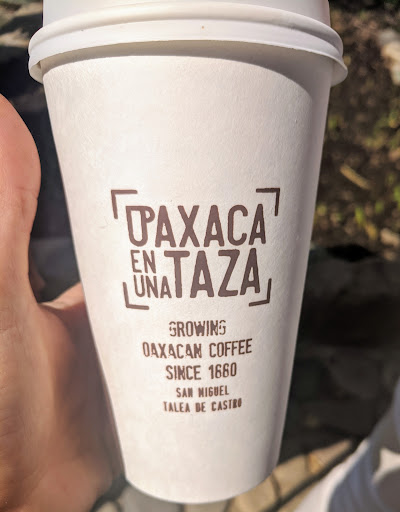 OAXACA
EN
UNA TAZA
GROWING
OAXACAN COFFEE
SINCE 1660
SAN MIGUEL
TALEA DE CASTRO